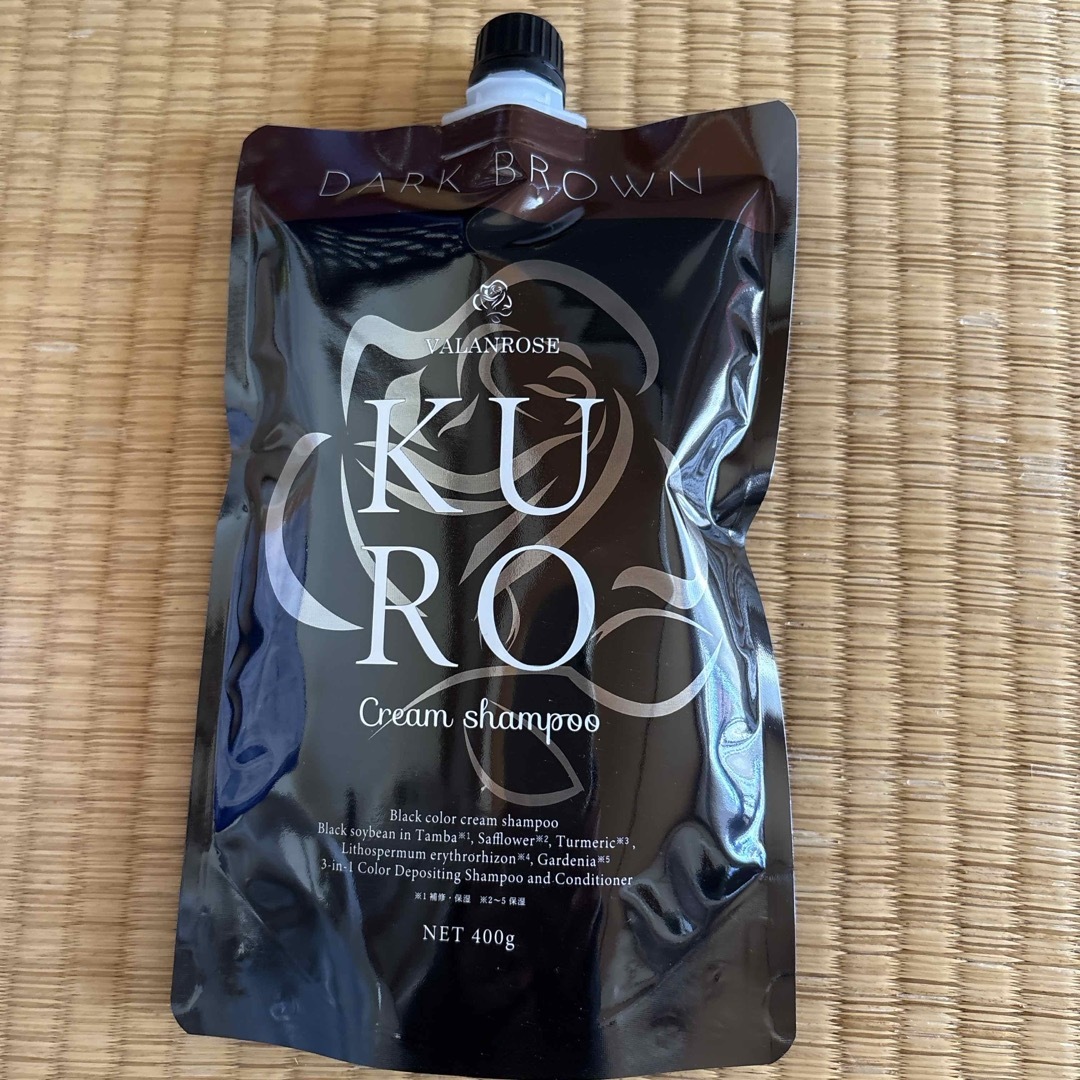 DARK BROWN
VALANROSE
KU
RO
Cream shampoo
Black color cream shampoo
Black soybean in Tamba※1, Safflower※2, Turmeric※3,
Lithospermum erythrorhizon※4, Gardenia※5
3-in-1 Color Depositing Shampoo and Conditioner
※1 補修・保湿 ※2～5 保湿
NET 400g